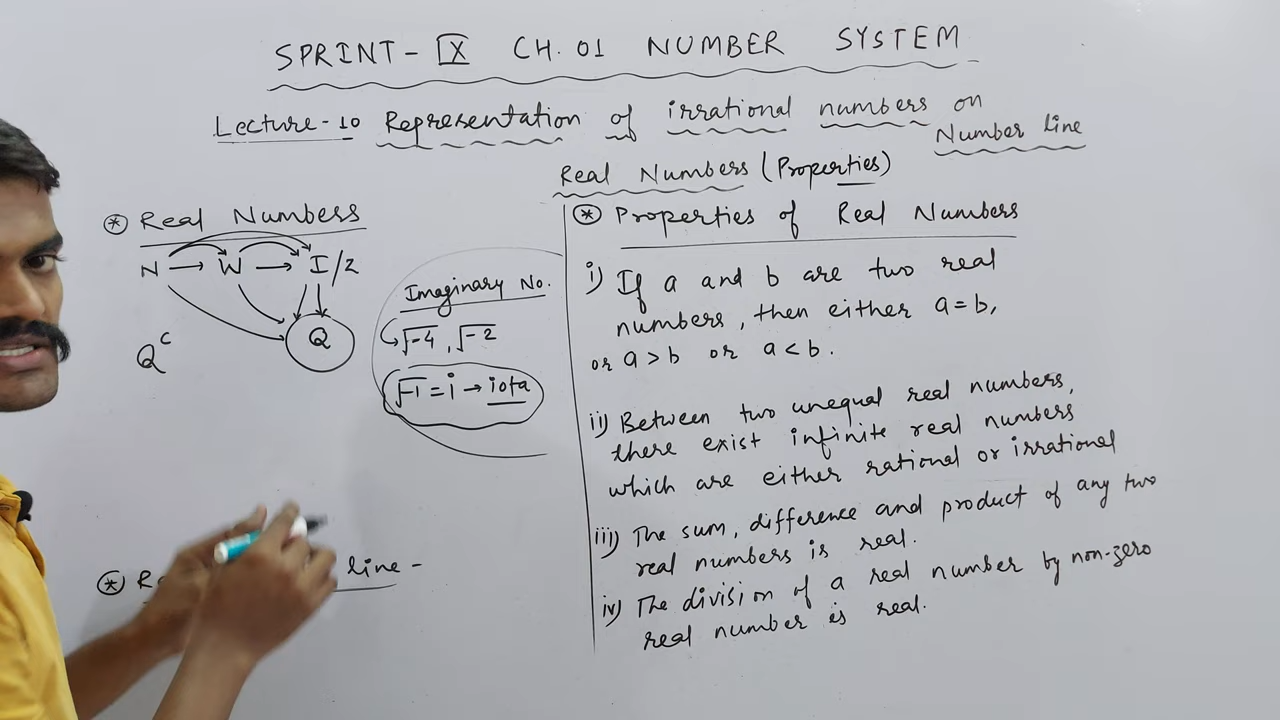 SPRINT-IX CH.01 NUMBER SYSTEM
Lecture-10 Representation of irrational numbers on
Number line
Real Numbers (Properties)
* Real Numbers
N → W → I/Z
Q
Q^c
Imaginary No.
√-4, √-2
√-1 = i → iota
* Properties of Real Numbers
i) If a and b are two real
numbers, then either a=b,
or a>b or a<b.
ii) Between two unequal real numbers,
there exist infinite real numbers
which are either rational or irrational
iii) The sum, difference and product of any two
real numbers is real.
iv) The division of a real number by non-zero
real number is real.
* line -